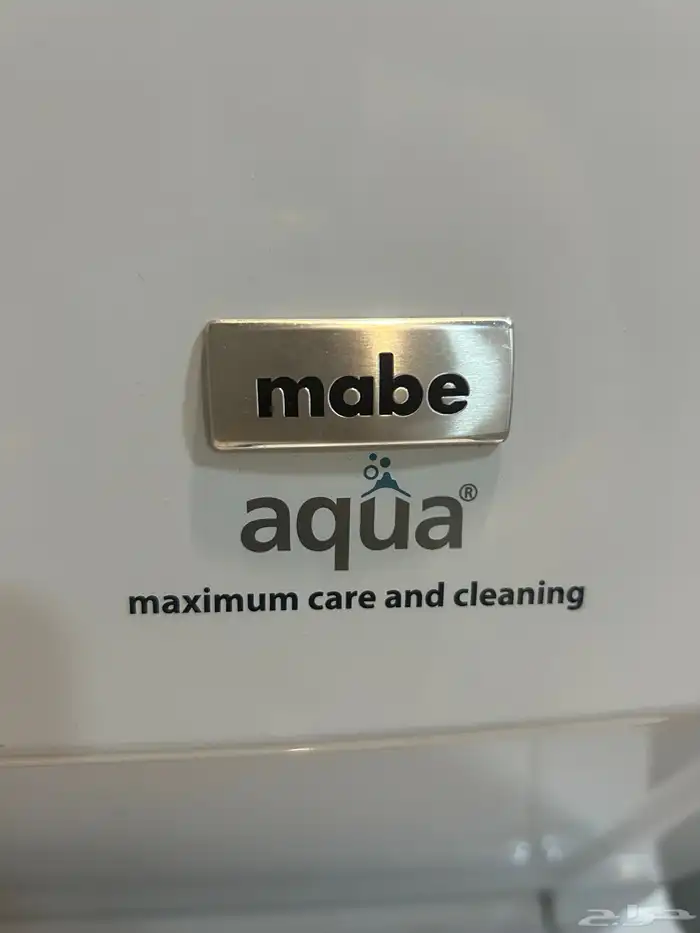 mabe
aqua®
maximum care and cleaning
حراج